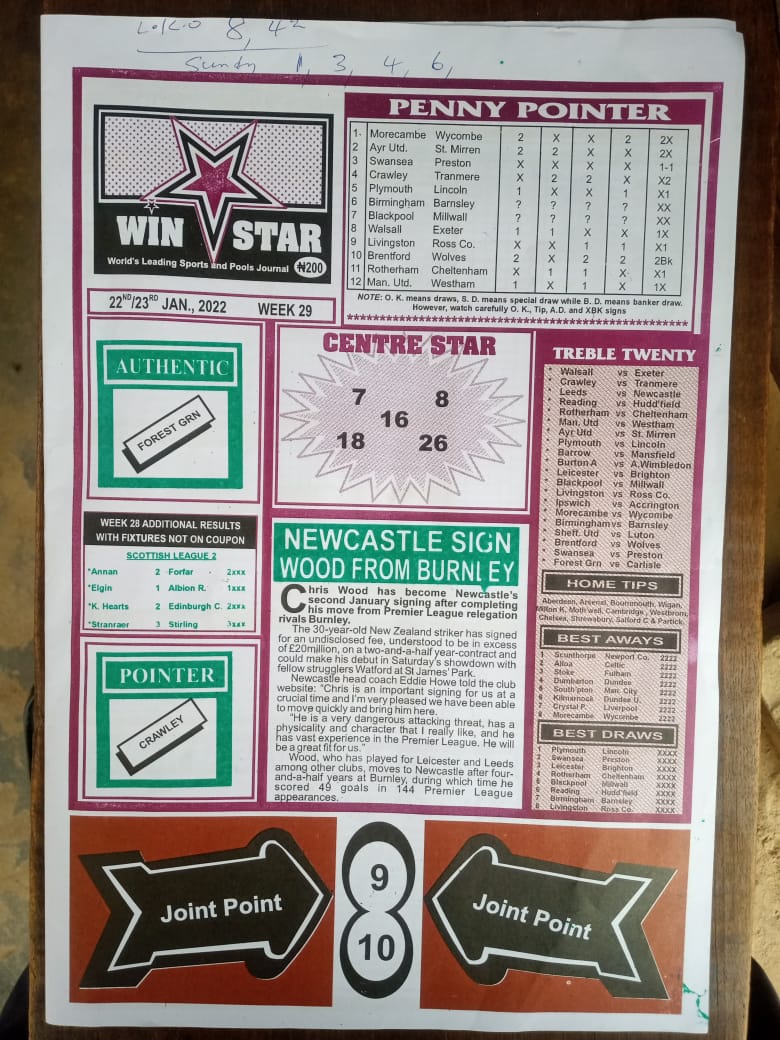 L.K.O 8, 42
Sundy 1, 3, 4, 6,
WIN STAR
World's Leading Sports and Pools Journal ₦200
22ND/23RD JAN., 2022 WEEK 29
PENNY POINTER
1 Morecambe Wycombe 2 X X 2 2X
2 Ayr Utd. St. Mirren 2 2 X X 2X
3 Swansea Preston X X X X 1-1
4 Crawley Tranmere X 2 2 X X2
5 Plymouth Lincoln 1 X X 1 X1
6 Birmingham Barnsley ? ? ? ? XX
7 Blackpool Millwall ? ? ? ? XX
8 Walsall Exeter 1 1 X X 1X
9 Livingston Ross Co. X X 1 1 X1
10 Brentford Wolves 2 X 2 2 2Bk
11 Rotherham Cheltenham X 1 1 X X1
12 Man. Utd. Westham 1 X 1 X 1X
NOTE: O. K. means draws, S. D. means special draw while B. D. means banker draw.
However, watch carefully O. K., Tip, A.D. and XBK signs
AUTHENTIC
FOREST GRN
WEEK 28 ADDITIONAL RESULTS
WITH FIXTURES NOT ON COUPON
SCOTTISH LEAGUE 2
*Annan 2 Forfar 2xxx
*Elgin 1 Albion R. 1xxx
*K. Hearts 2 Edinburgh C. 2xxx
*Stranraer 3 Stirling 3xxx
POINTER
CRAWLEY
CENTRE STAR
7 8
16
18 26
NEWCASTLE SIGN
WOOD FROM BURNLEY
Chris Wood has become Newcastle's
second January signing after completing
his move from Premier League relegation
rivals Burnley.
The 30-year-old New Zealand striker has signed
for an undisclosed fee, understood to be in excess
of £20million, on a two-and-a-half year-contract and
could make his debut in Saturday's showdown with
fellow strugglers Watford at St James' Park.
Newcastle head coach Eddie Howe told the club
website: "Chris is an important signing for us at a
crucial time and I'm very pleased we have been able
to move quickly and bring him here.
"He is a very dangerous attacking threat, has a
physicality and character that I really like, and he
has vast experience in the Premier League. He will
be a great fit for us."
Wood, who has played for Leicester and Leeds
among other clubs, moves to Newcastle after four-
and-a-half years at Burnley, during which time he
scored 49 goals in 144 Premier League
appearances.
TREBLE TWENTY
* Walsall vs Exeter
* Crawley vs Tranmere
* Leeds vs Newcastle
* Reading vs Hudd'field
* Rotherham vs Cheltenham
* Man. Utd vs Westham
* Ayr Utd vs St. Mirren
* Plymouth vs Lincoln
* Barrow vs Mansfield
* Burton A vs A.Wimbledon
* Leicester vs Brighton
* Blackpool vs Millwall
* Livingston vs Ross Co.
* Ipswich vs Accrington
* Morecambe vs Wycombe
* Birmingham vs Barnsley
* Sheff. Utd vs Luton
* Brentford vs Wolves
* Swansea vs Preston
* Forest Grn vs Carlisle
HOME TIPS
Aberdeen, Arsenal, Bournmouth, Wigan,
Milton K, Moth'well, Cambridge, Westbrom,
Chelsea, Shrewsbury, Salford C & Partick.
BEST AWAYS
1 Scunthorpe Newport Co. 2222
2 Alloa Celtic 2222
3 Stoke Fulham 2222
4 Dumbarton Dundee 2222
5 South'pton Man. City 2222
6 Kilmarnock Dundee U. 2222
7 Crystal P. Liverpool 2222
8 Morecambe Wycombe 2222
BEST DRAWS
1 Plymouth Lincoln XXXX
2 Swansea Preston XXXX
3 Leicester Brighton XXXX
4 Rotherham Cheltenham XXXX
5 Blackpool Millwall XXXX
6 Reading Hudd'field XXXX
7 Birmingham Barnsley XXXX
8 Livingston Ross Co. XXXX
Joint Point
9
10
Joint Point